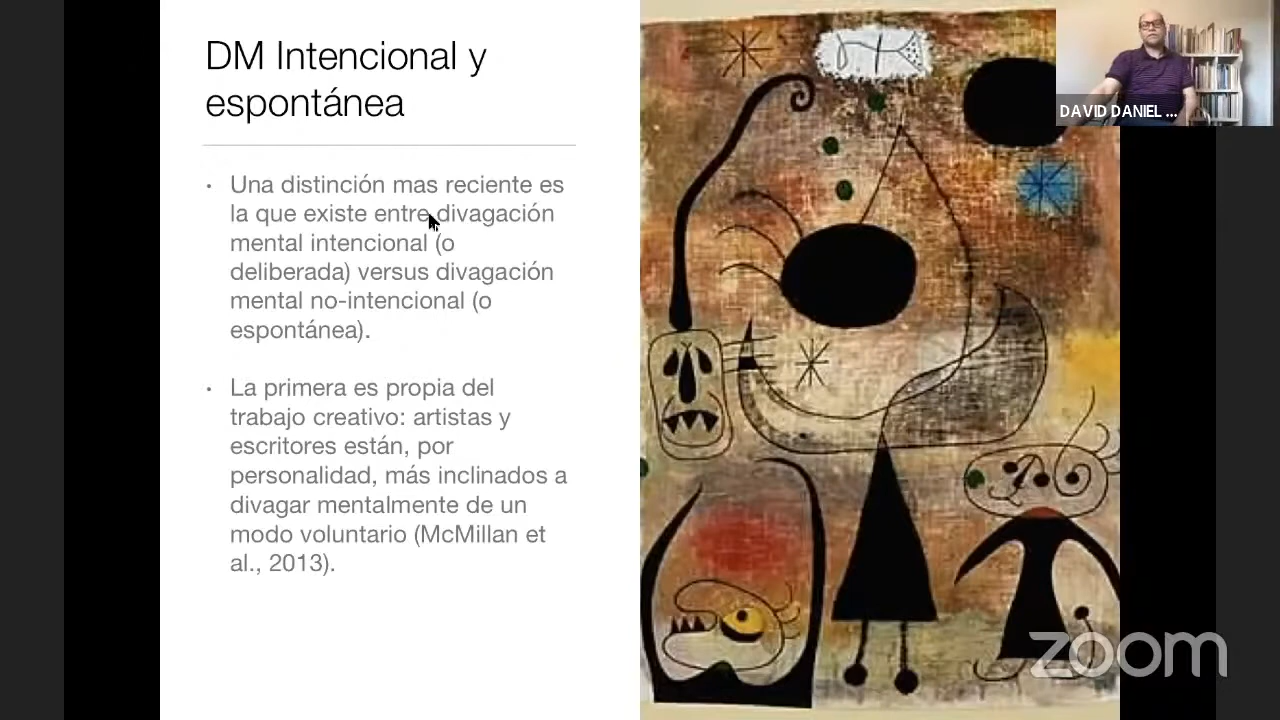 DM Intencional y
espontánea
• Una distinción mas reciente es
la que existe entre divagación
mental intencional (o
deliberada) versus divagación
mental no-intencional (o
espontánea).
• La primera es propia del
trabajo creativo: artistas y
escritores están, por
personalidad, más inclinados a
divagar mentalmente de un
modo voluntario (McMillan et
al., 2013).
DAVID DANIEL ...
zoom